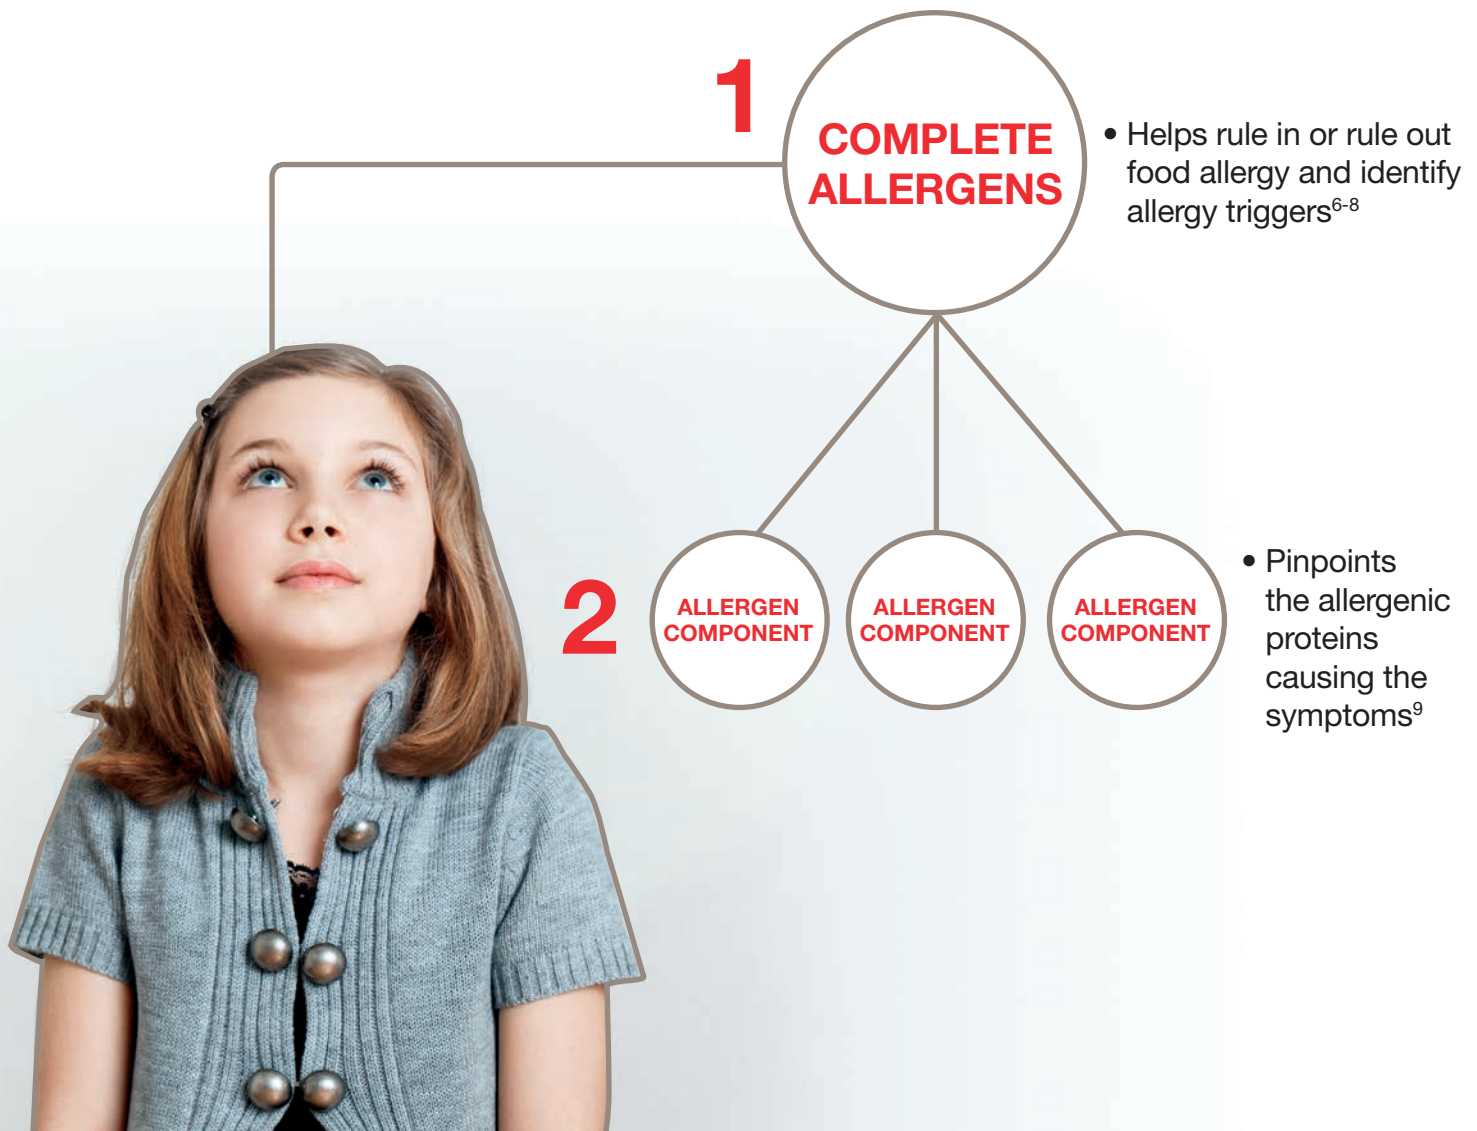 1
COMPLETE
ALLERGENS
• Helps rule in or rule out
food allergy and identify
allergy triggers⁶⁻⁸
2
ALLERGEN
COMPONENT
ALLERGEN
COMPONENT
ALLERGEN
COMPONENT
• Pinpoints
the allergenic
proteins
causing the
symptoms⁹